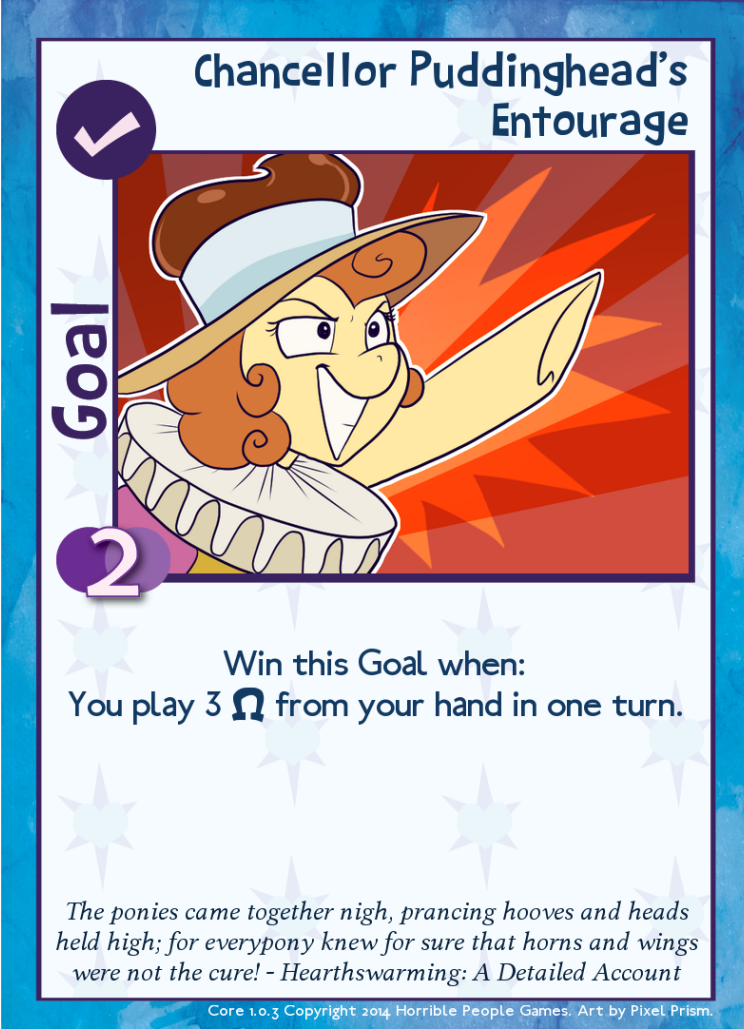 Chancellor Puddinghead's
Entourage
Goal
2
Win this Goal when:
You play 3 Ω from your hand in one turn.
The ponies came together nigh, prancing hooves and heads
held high; for everypony knew for sure that horns and wings
were not the cure! - Hearthswarming: A Detailed Account
Core 1.0.3 Copyright 2014 Horrible People Games. Art by Pixel Prism.